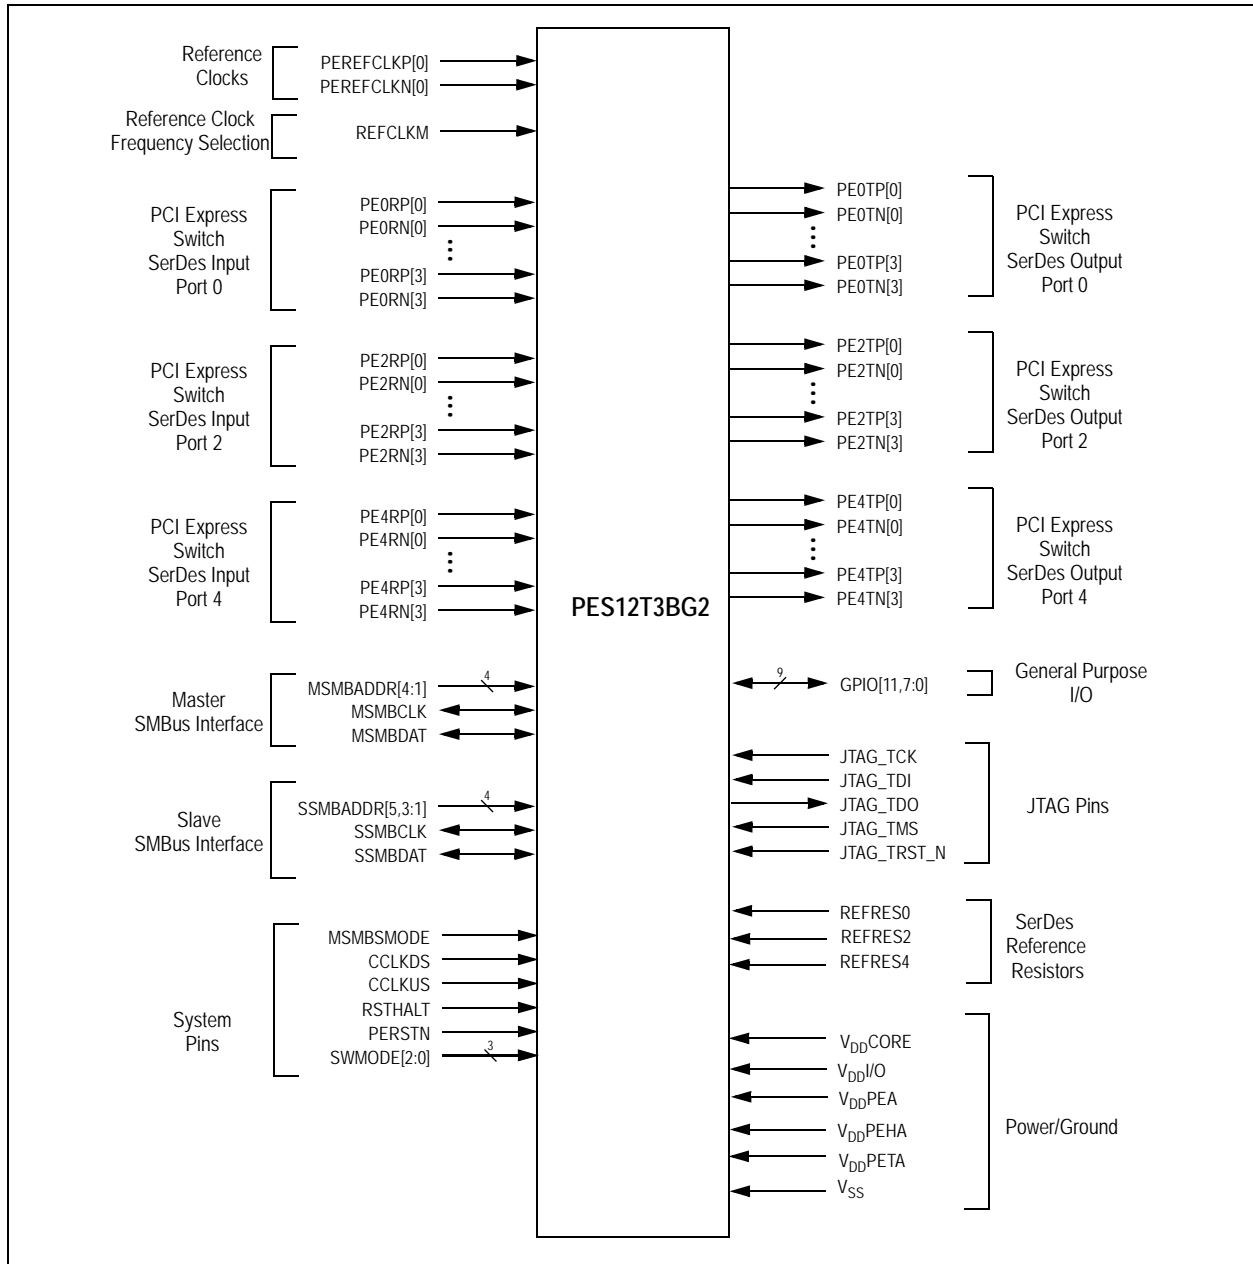 Reference
Clocks
PEREFCLKP[0]
PEREFCLKN[0]
Reference Clock
Frequency Selection
REFCLKM
PCI Express
Switch
SerDes Input
Port 0
PE0RP[0]
PE0RN[0]
PE0RP[3]
PE0RN[3]
PCI Express
Switch
SerDes Input
Port 2
PE2RP[0]
PE2RN[0]
PE2RP[3]
PE2RN[3]
PCI Express
Switch
SerDes Input
Port 4
PE4RP[0]
PE4RN[0]
PE4RP[3]
PE4RN[3]
Master
SMBus Interface
MSMBADDR[4:1]
4
MSMBCLK
MSMBDAT
Slave
SMBus Interface
SSMBADDR[5,3:1]
4
SSMBCLK
SSMBDAT
System
Pins
MSMBSMODE
CCLKDS
CCLKUS
RSTHALT
PERSTN
SWMODE[2:0]
3
PES12T3BG2
PE0TP[0]
PE0TN[0]
PE0TP[3]
PE0TN[3]
PCI Express
Switch
SerDes Output
Port 0
PE2TP[0]
PE2TN[0]
PE2TP[3]
PE2TN[3]
PCI Express
Switch
SerDes Output
Port 2
PE4TP[0]
PE4TN[0]
PE4TP[3]
PE4TN[3]
PCI Express
Switch
SerDes Output
Port 4
9
GPIO[11,7:0]
General Purpose
I/O
JTAG_TCK
JTAG_TDI
JTAG_TDO
JTAG_TMS
JTAG_TRST_N
JTAG Pins
REFRES0
REFRES2
REFRES4
SerDes
Reference
Resistors
VDDCORE
VDDI/O
VDDPEA
VDDPEHA
VDDPETA
VSS
Power/Ground